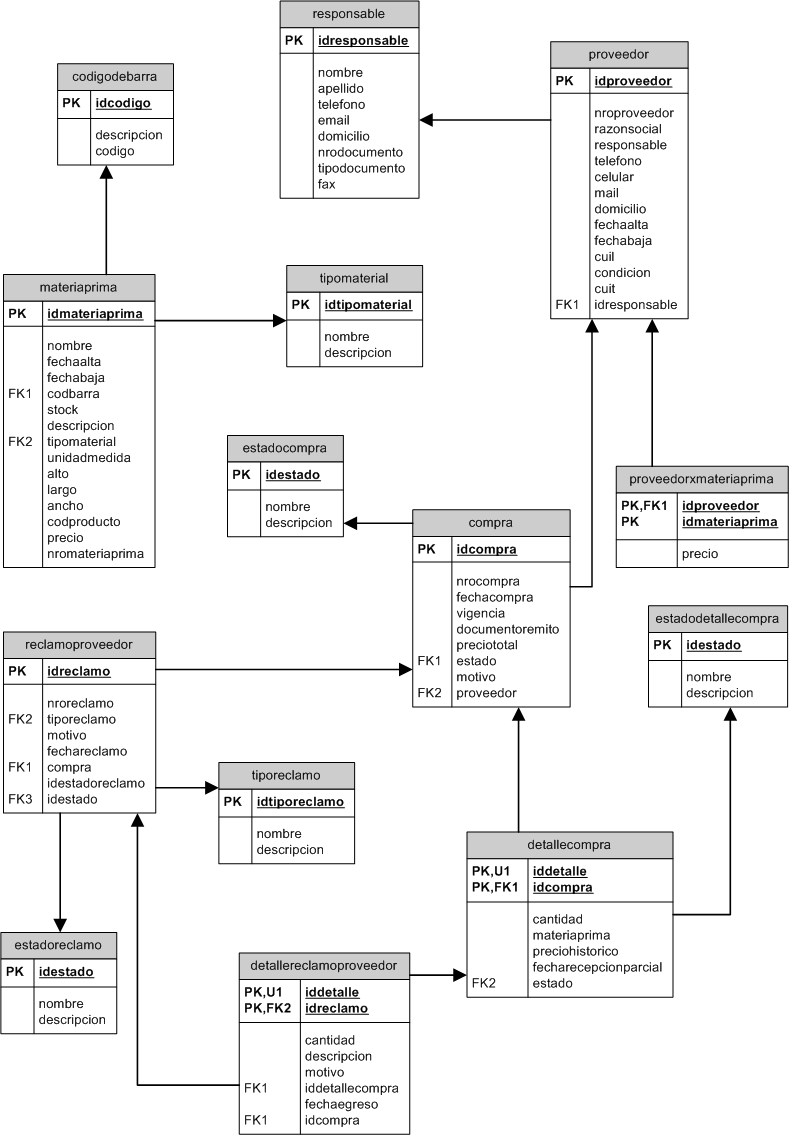 responsable
PK idresponsable
nombre
apellido
telefono
email
domicilio
nrodocumento
tipodocumento
fax
proveedor
PK idproveedor
nroproveedor
razonsocial
responsable
telefono
celular
mail
domicilio
fechaalta
fechabaja
cuil
condicion
cuit
FK1 idresponsable
codigodebarra
PK idcodigo
descripcion
codigo
materiaprima
PK idmateriaprima
nombre
fechaalta
fechabaja
FK1 codbarra
stock
descripcion
FK2 tipomaterial
unidadmedida
alto
largo
ancho
codproducto
precio
nromateriaprima
tipomaterial
PK idtipomaterial
nombre
descripcion
estadocompra
PK idestado
nombre
descripcion
proveedorxmateriaprima
PK,FK1 idproveedor
PK idmateriaprima
precio
compra
PK idcompra
nrocompra
fechacompra
vigencia
documentoremito
preciototal
FK1 estado
motivo
FK2 proveedor
estadodetallecompra
PK idestado
nombre
descripcion
reclamoproveedor
PK idreclamo
nroreclamo
FK2 tiporeclamo
motivo
fechareclamo
FK1 compra
idestadoreclamo
FK3 idestado
tiporeclamo
PK idtiporeclamo
nombre
descripcion
detallecompra
PK,U1 iddetalle
PK,FK1 idcompra
cantidad
materiaprima
preciohistorico
fecharecepcionparcial
FK2 estado
estadoreclamo
PK idestado
nombre
descripcion
detallereclamoproveedor
PK,U1 iddetalle
PK,FK2 idreclamo
cantidad
descripcion
motivo
FK1 iddetallecompra
fechaegreso
FK1 idcompra